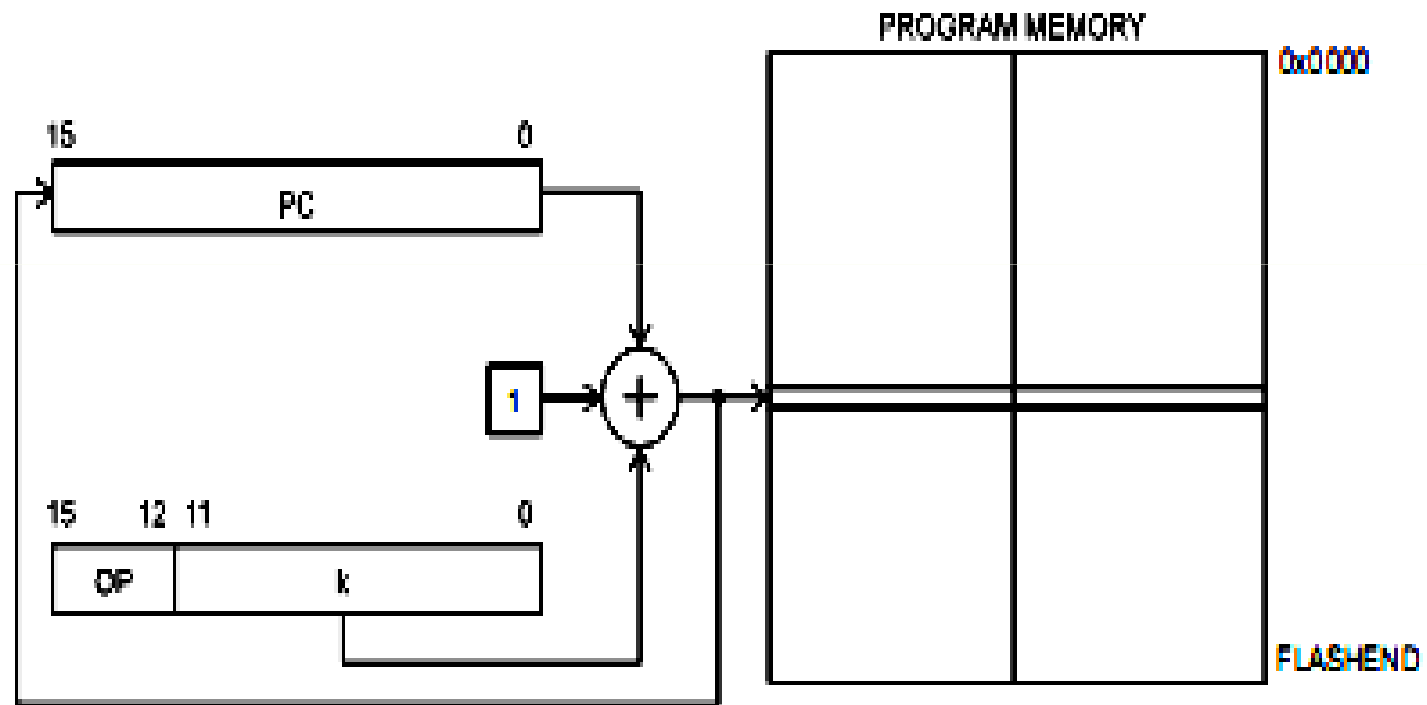 PROGRAM MEMORY
0x0000
15 0
PC
1
15 12 11 0
OP k
FLASHEND